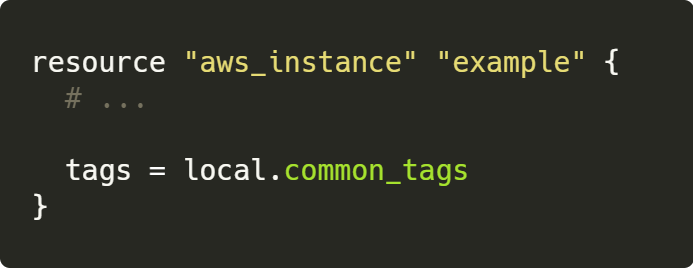 resource "aws_instance" "example" {
  # ...

  tags = local.common_tags
}